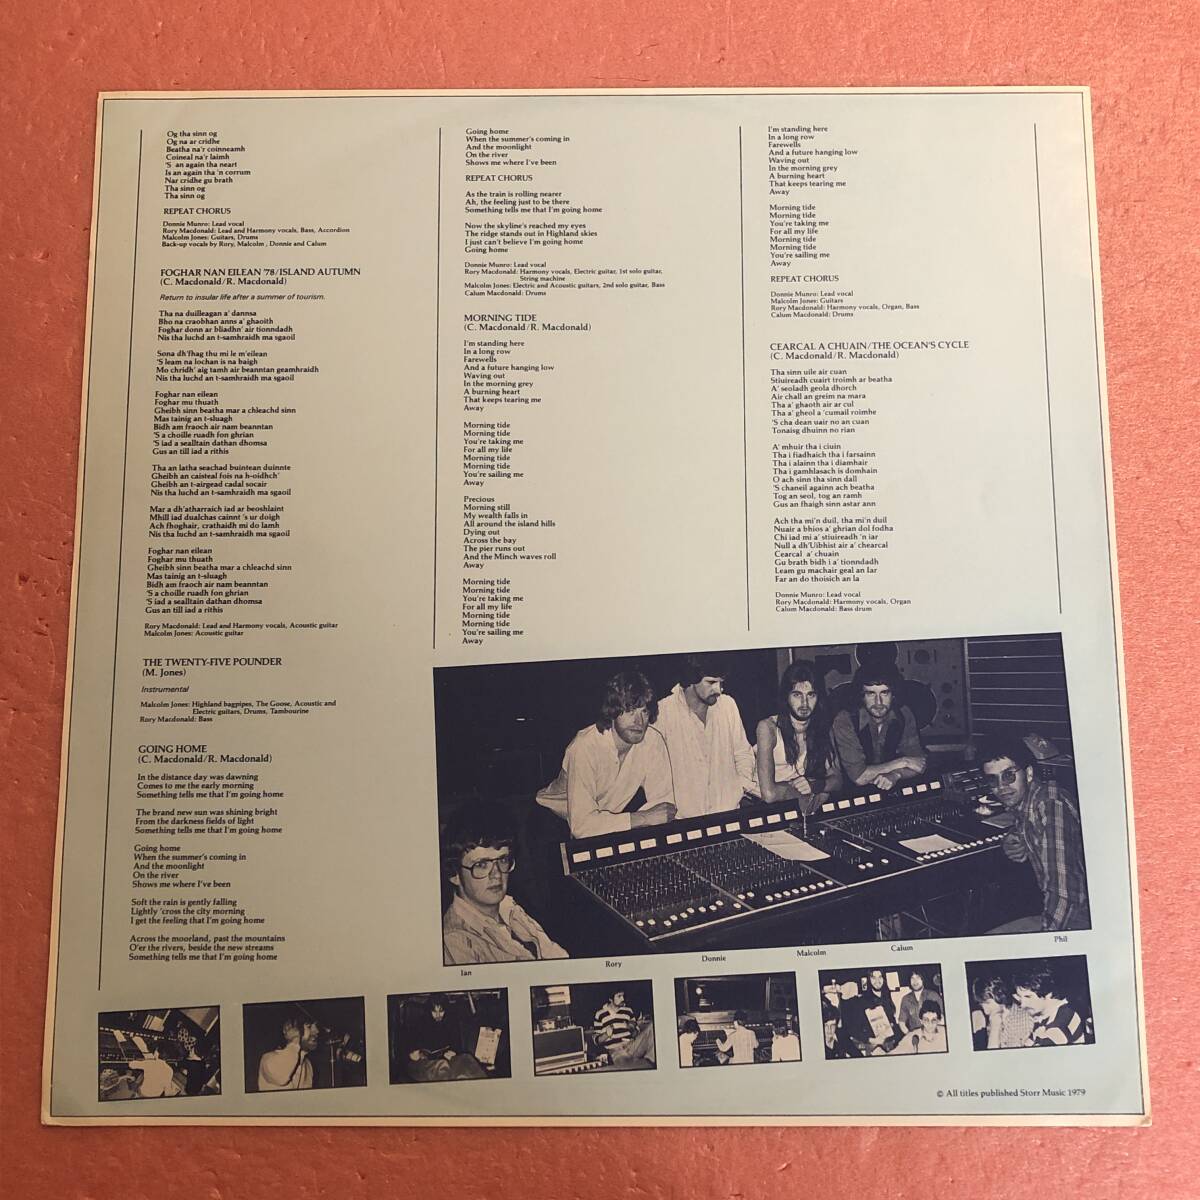 Og tha sinn og
Og na ar cridhe
Beatha na'r coinneamh
Coineal na'r laimh
'S an again tha neart
Is an again tha 'n corrum
Nar cridhe gu brath
Tha sinn og
Tha sinn og
REPEAT CHORUS
Donnie Munro: Lead vocal
Rory Macdonald: Lead and Harmony vocals, Bass, Accordion
Malcolm Jones: Guitars, Drums
Back-up vocals by Rory, Malcolm, Donnie and Calum
FOGHAR NAN EILEAN '78/ISLAND AUTUMN
(C. Macdonald/R. Macdonald)
Return to insular life after a summer of tourism.
Tha na duilleagan a' dannsa
Bho na craobhan anns a' ghaoith
Foghar donn ar bliadhn' air tionndadh
Nis tha luchd an t-samhraidh ma sgaoil
Sona dh'fhag thu mi le m'eilean
'S leam na lochan is na baigh
Mo chridh' aig tamh air beanntan geamhraidh
Nis tha luchd an t-samhraidh ma sgaoil
Foghar nan eilean
Foghar mu thuath
Gheibh sinn beatha mar a chleachd sinn
Mas tainig an t-sluagh
Bidh am fraoch air nam beanntan
'S a choille ruadh fon ghrian
'S iad a sealltain dathan dhomsa
Gus an till iad a rithis
Tha an latha seachad buintean duinnte
Gheibh an caisteal fois na h-oidhch'
Gheibh an t-airgead cadal socair
Nis tha luchd an t-samhraidh ma sgaoil
Mar a dh'atharraich iad ar beoshlaint
Mhill iad dualchas cainnt 's ur doigh
Ach fhoghair, crathaidh mi do lamh
Nis tha luchd an t-samhraidh ma sgaoil
Foghar nan eilean
Foghar mu thuath
Gheibh sinn beatha mar a chleachd sinn
Mas tainig an t-sluagh
Bidh am fraoch air nam beanntan
'S a choille ruadh fon ghrian
'S iad a sealltain dathan dhomsa
Gus an till iad a rithis
Rory Macdonald: Lead and Harmony vocals, Acoustic guitar
Malcolm Jones: Acoustic guitar
THE TWENTY-FIVE POUNDER
(M. Jones)
Instrumental
Malcolm Jones: Highland bagpipes, The Goose, Acoustic and
Electric guitars, Drums, Tambourine
Rory Macdonald: Bass
GOING HOME
(C. Macdonald/R. Macdonald)
In the distance day was dawning
Comes to me the early morning
Something tells me that I'm going home
The brand new sun was shining bright
From the darkness fields of light
Something tells me that I'm going home
Going home
When the summer's coming in
And the moonlight
On the river
Shows me where I've been
Soft the rain is gently falling
Lightly 'cross the city morning
I get the feeling that I'm going home
Across the moorland, past the mountains
O'er the rivers, beside the new streams
Something tells me that I'm going home
Going home
When the summer's coming in
And the moonlight
On the river
Shows me where I've been
REPEAT CHORUS
As the train is rolling nearer
Ah, the feeling just to be there
Something tells me that I'm going home
Now the skyline's reached my eyes
The ridge stands out in Highland skies
I just can't believe I'm going home
Going home
Donnie Munro: Lead vocal
Rory Macdonald: Harmony vocals, Electric guitar, 1st solo guitar,
String machine
Malcolm Jones: Electric and Acoustic guitars, 2nd solo guitar, Bass
Calum Macdonald: Drums
MORNING TIDE
(C. Macdonald/R. Macdonald)
I'm standing here
In a long row
Farewells
And a future hanging low
Waving out
In the morning grey
A burning heart
That keeps tearing me
Away
Morning tide
Morning tide
You're taking me
For all my life
Morning tide
Morning tide
You're sailing me
Away
Precious
Morning still
My wealth falls in
All around the island hills
Dying out
Across the bay
The pier runs out
And the Minch waves roll
Away
Morning tide
Morning tide
You're taking me
For all my life
Morning tide
Morning tide
You're sailing me
Away
I'm standing here
In a long row
Farewells
And a future hanging low
Waving out
In the morning grey
A burning heart
That keeps tearing me
Away
Morning tide
Morning tide
You're taking me
For all my life
Morning tide
Morning tide
You're sailing me
Away
REPEAT CHORUS
Donnie Munro: Lead vocal
Malcolm Jones: Guitars
Rory Macdonald: Harmony vocals, Organ, Bass
Calum Macdonald: Drums
CEARCAL A CHUAIN/THE OCEAN'S CYCLE
(C. Macdonald/R. Macdonald)
Tha sinn uile air cuan
Stiuireadh cuairt troimh ar beatha
A' seoladh geola dhorch
Air chall an greim na mara
Tha a' ghaoth air ar cul
Tha a' gheol a 'cumail roimhe
'S cha dean uair no an cuan
Tonaisg dhuinn no rian
A' mhuir tha i ciuin
Tha i fiadhaich tha i farsainn
Tha i alainn tha i diamhair
Tha i gamhlasach is domhain
O ach sinn tha sinn dall
'S chaneil againn ach beatha
Tog an seol, tog an ramh
Gus an fhaigh sinn astar ann
Ach tha mi'n duil, tha mi'n duil
Nuair a bhios a' ghrian dol fodha
Chi iad mi a' stiuireadh 'n iar
Null a dh'Uibhist air a' chearcal
Cearcal a' chuain
Gu brath bidh i a' tionndadh
Leam gu machair geal an Iar
Far an do thoisich an la
Donnie Munro: Lead vocal
Rory Macdonald: Harmony vocals, Organ
Calum Macdonald: Bass drum
Ian
Rory
Donnie
Malcolm
Calum
Phil
© All titles published Storr Music 1979